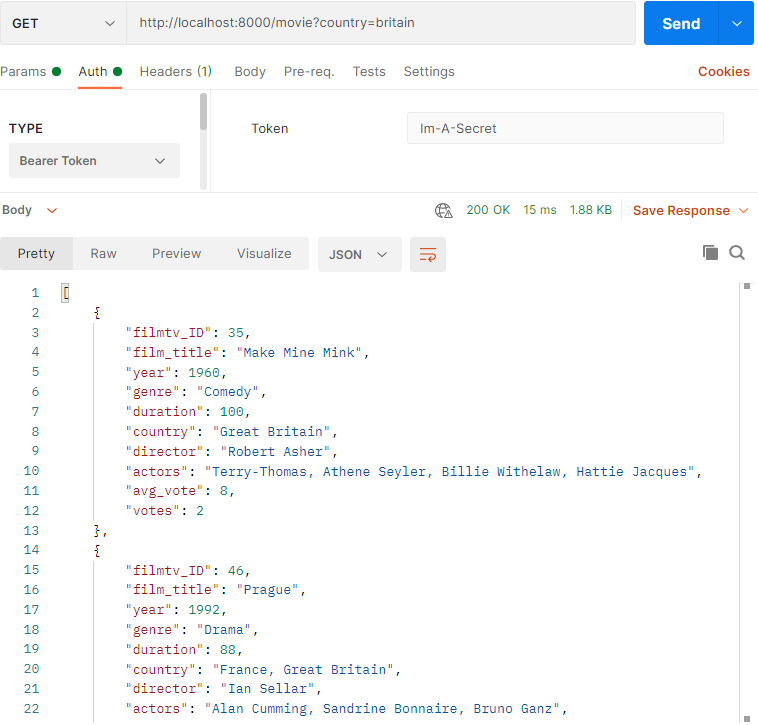 GET http://localhost:8000/movie?country=britain Send
Params Auth Headers (1) Body Pre-req. Tests Settings Cookies
TYPE Token Im-A-Secret
Bearer Token
Body 200 OK 15 ms 1.88 KB Save Response
Pretty Raw Preview Visualize JSON
1 [
2 {
3 "filmtv_ID": 35,
4 "film_title": "Make Mine Mink",
5 "year": 1960,
6 "genre": "Comedy",
7 "duration": 100,
8 "country": "Great Britain",
9 "director": "Robert Asher",
10 "actors": "Terry-Thomas, Athene Seyler, Billie Withelaw, Hattie Jacques",
11 "avg_vote": 8,
12 "votes": 2
13 },
14 {
15 "filmtv_ID": 46,
16 "film_title": "Prague",
17 "year": 1992,
18 "genre": "Drama",
19 "duration": 88,
20 "country": "France, Great Britain",
21 "director": "Ian Sellar",
22 "actors": "Alan Cumming, Sandrine Bonnaire, Bruno Ganz",